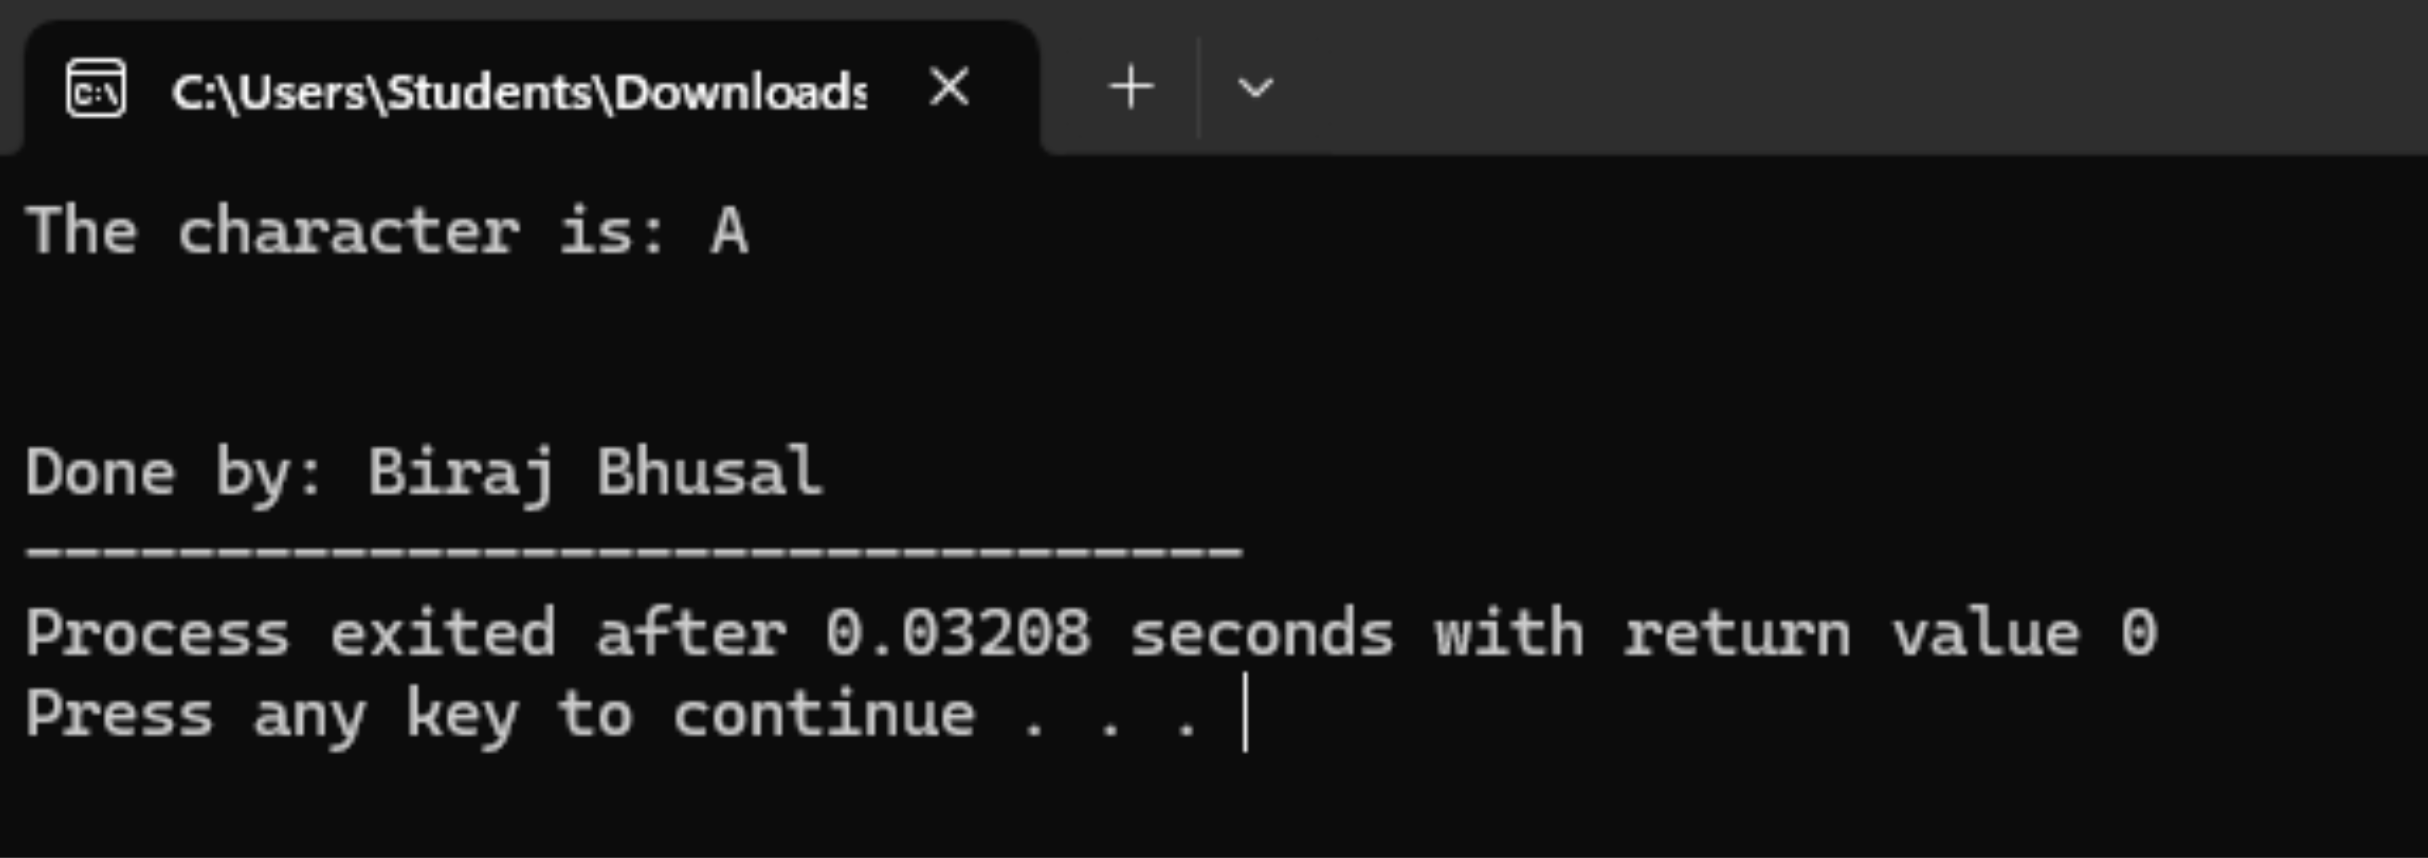 C:\Users\Students\Downloads
The character is: A
Done by: Biraj Bhusal
--------------------------------
Process exited after 0.03208 seconds with return value 0
Press any key to continue . . .